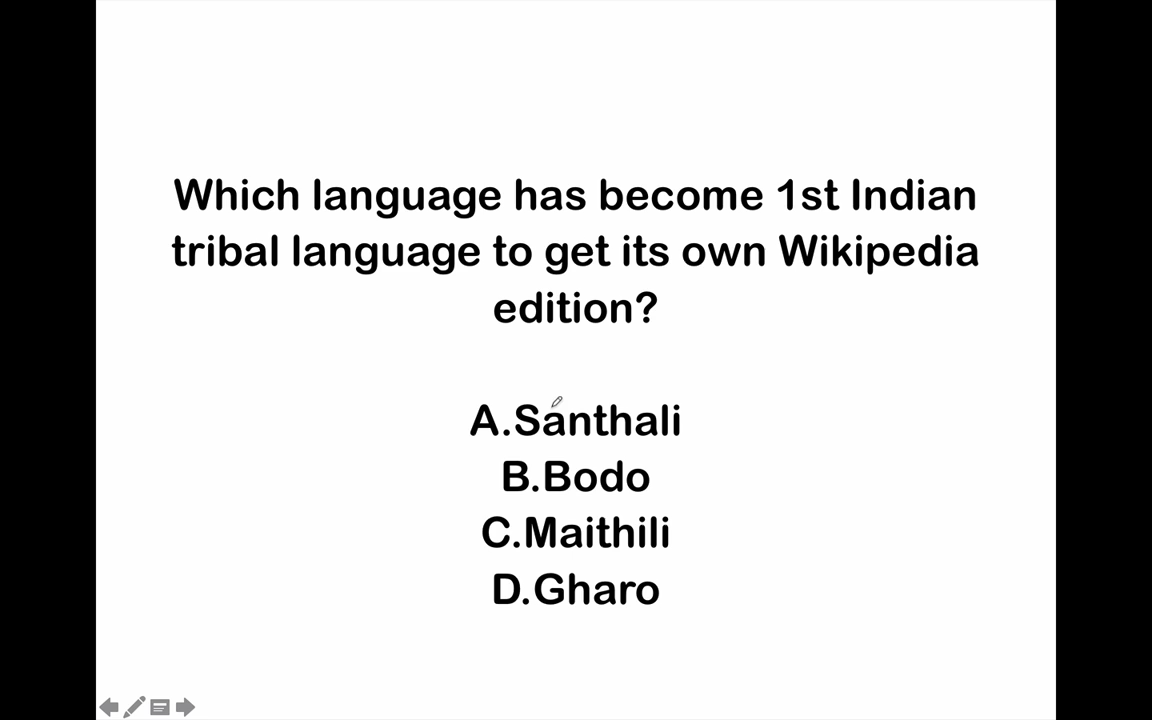 Which language has become 1st Indian
tribal language to get its own Wikipedia
edition?
A.Santhali
B.Bodo
C.Maithili
D.Gharo